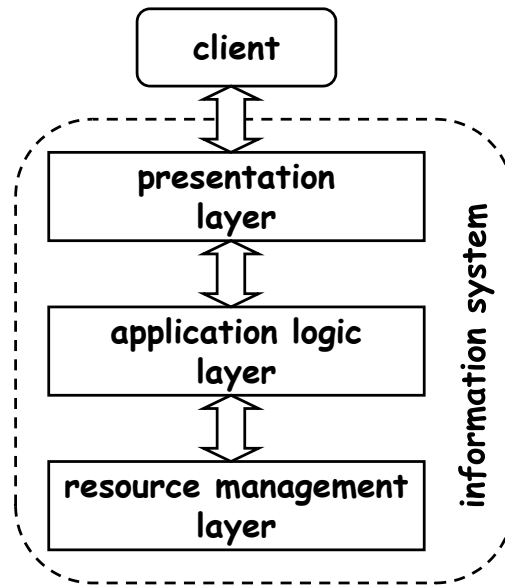 client
presentation
layer
application logic
layer
resource management
layer
information system